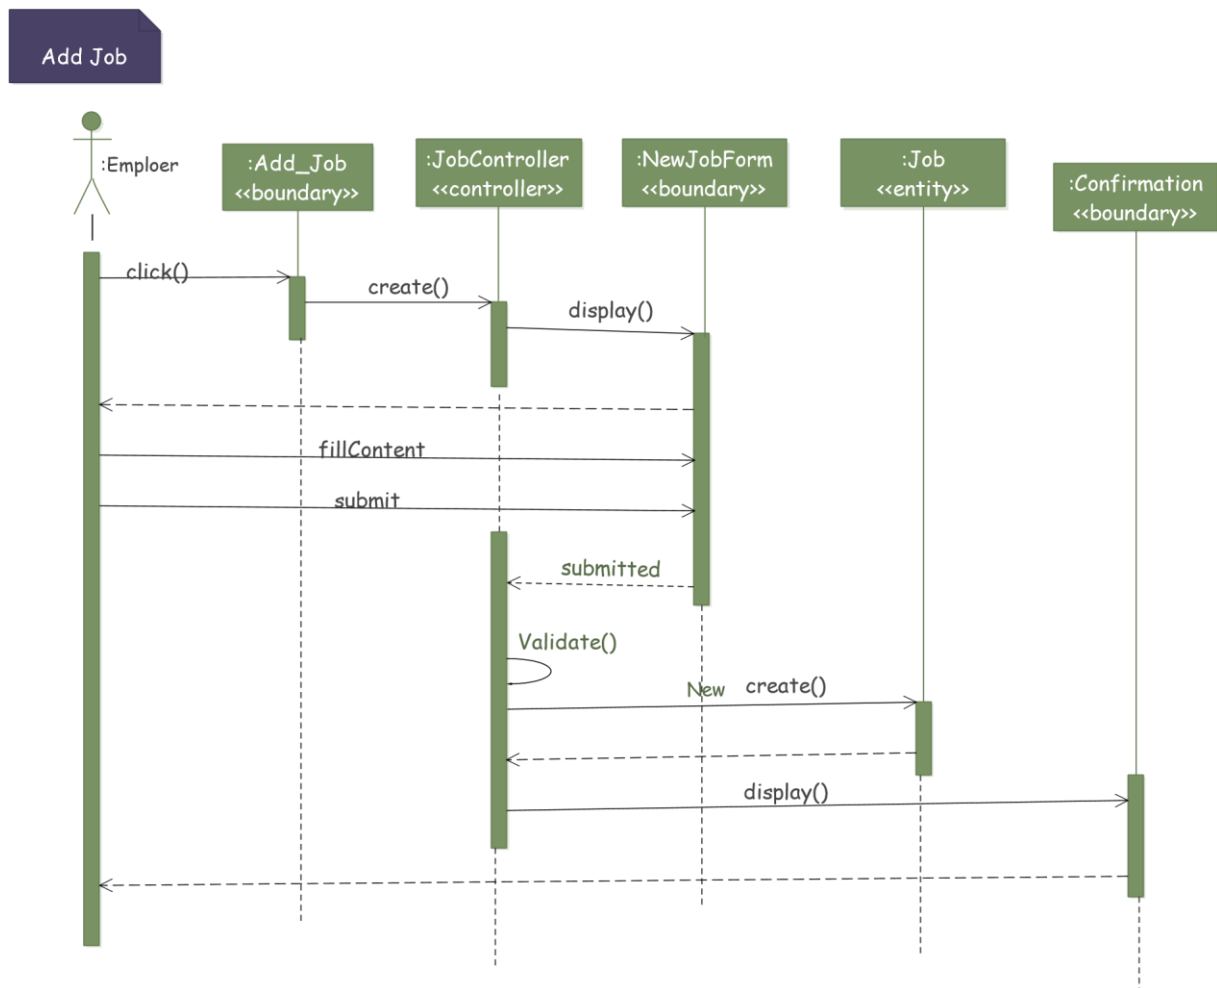 Add Job
:Emploer
:Add_Job
<<boundary>>
:JobController
<<controller>>
:NewJobForm
<<boundary>>
:Job
<<entity>>
:Confirmation
<<boundary>>
click()
create()
display()
fillContent
submit
submitted
Validate()
New create()
display()